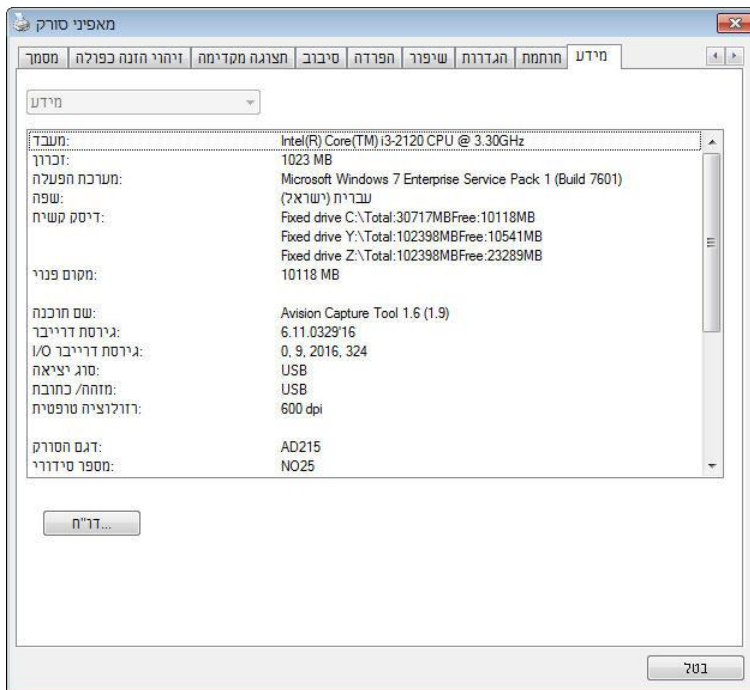 מאפיני סורק
מידע חותמת הגדרות שיפור הפרדה סיבוב תצוגה מקדימה זיהוי הזנה כפולה מסמך
מידע
מעבד: Intel(R) Core(TM) i3-2120 CPU @ 3.30GHz
זכרון: 1023 MB
מערכת הפעלה: Microsoft Windows 7 Enterprise Service Pack 1 (Build 7601)
שפה: עברית (ישראל)
דיסק קשיח: Fixed drive C:\Total:30717MBFree:10118MB
Fixed drive Y:\Total:102398MBFree:10541MB
Fixed drive Z:\Total:102398MBFree:23289MB
מקום פנוי: 10118 MB
שם תוכנה: Avision Capture Tool 1.6 (1.9)
גירסת דרייבר: 6.11.0329'16
גירסת דרייבר I/O: 0, 9, 2016, 324
סוג יציאה: USB
מזהה/ כתובת: USB
רזולוציה טופטית: 600 dpi
דגם הסורק: AD215
מספר סידורי: NO25
דר"ח...
בטל